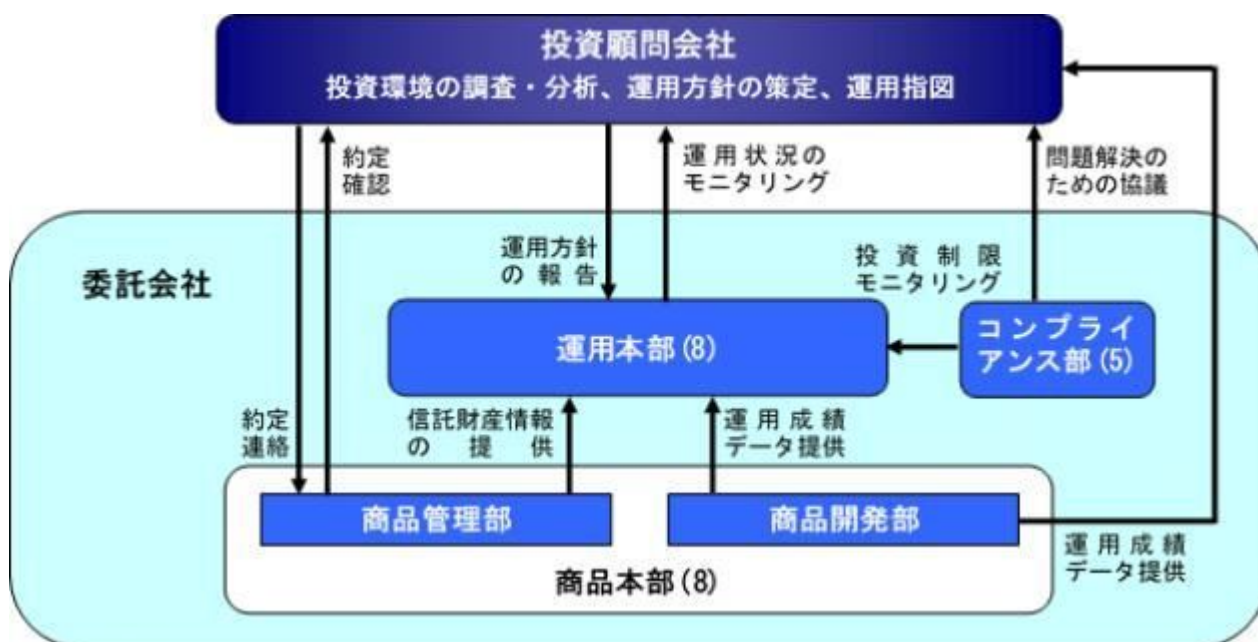 投資顧問会社
投資環境の調査・分析、運用方針の策定、運用指図
約定
確認
運用状況の
モニタリング
問題解決の
ための協議
運用方針
の報告
投資制限
モニタリング
委託会社
運用本部(8)
コンプライ
アンス部(5)
約定
連絡
信託財産情報
の提供
運用成績
データ提供
商品管理部
商品開発部
運用成績
データ提供
商品本部(8)